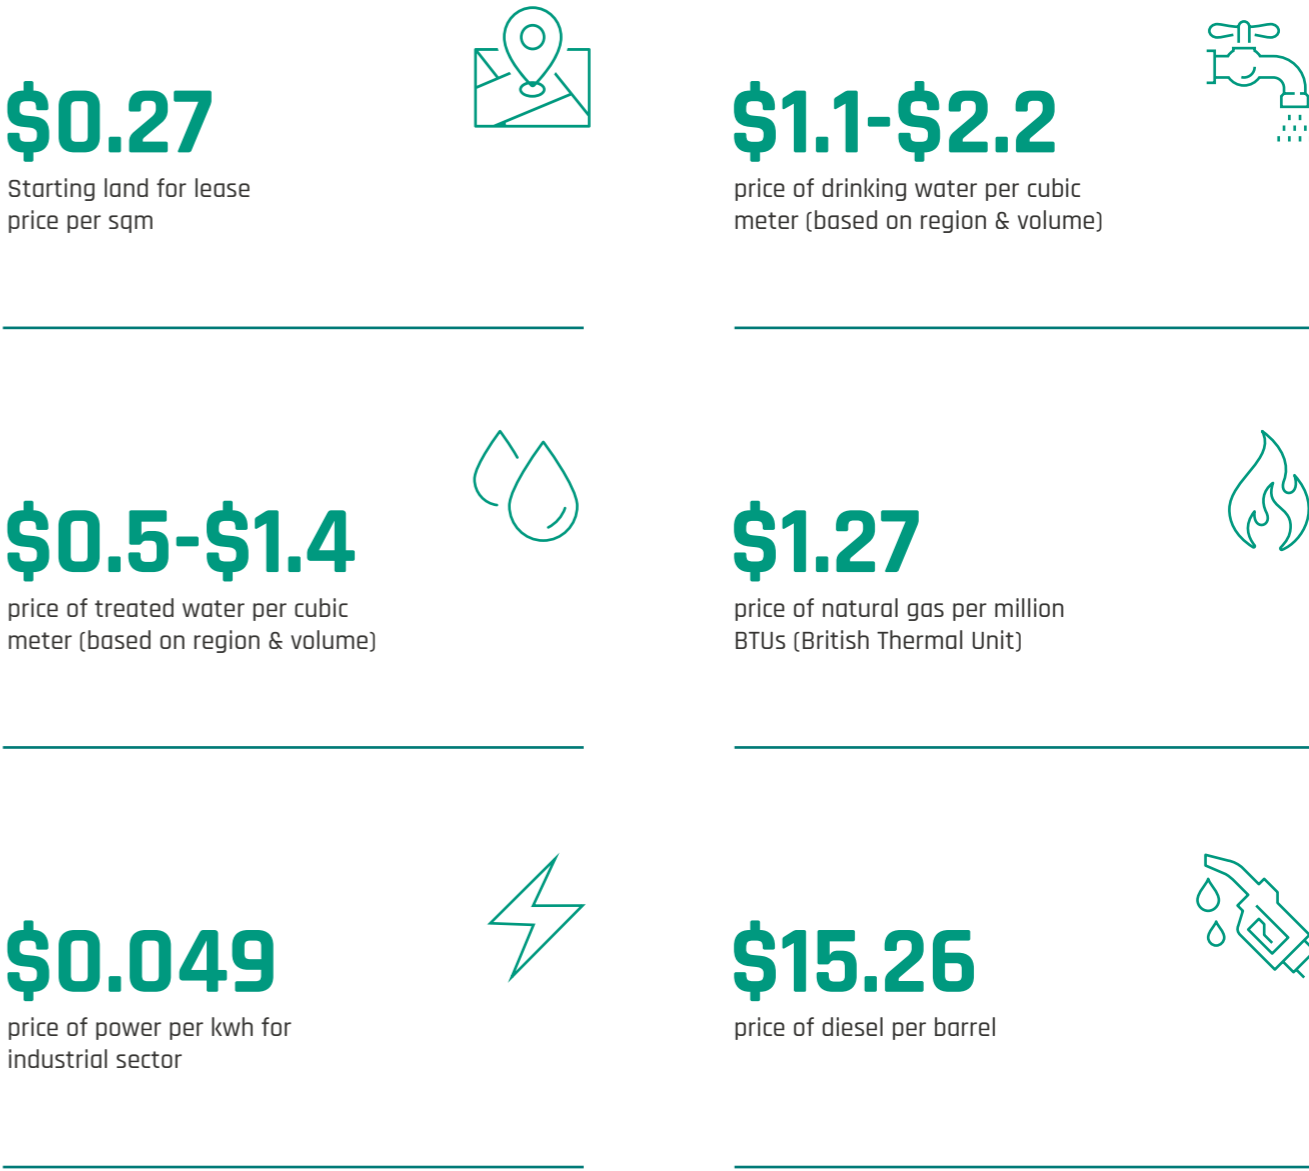 $0.27
Starting land for lease
price per sqm
$1.1-$2.2
price of drinking water per cubic
meter (based on region & volume)
$0.5-$1.4
price of treated water per cubic
meter (based on region & volume)
$1.27
price of natural gas per million
BTUs (British Thermal Unit)
$0.049
price of power per kwh for
industrial sector
$15.26
price of diesel per barrel